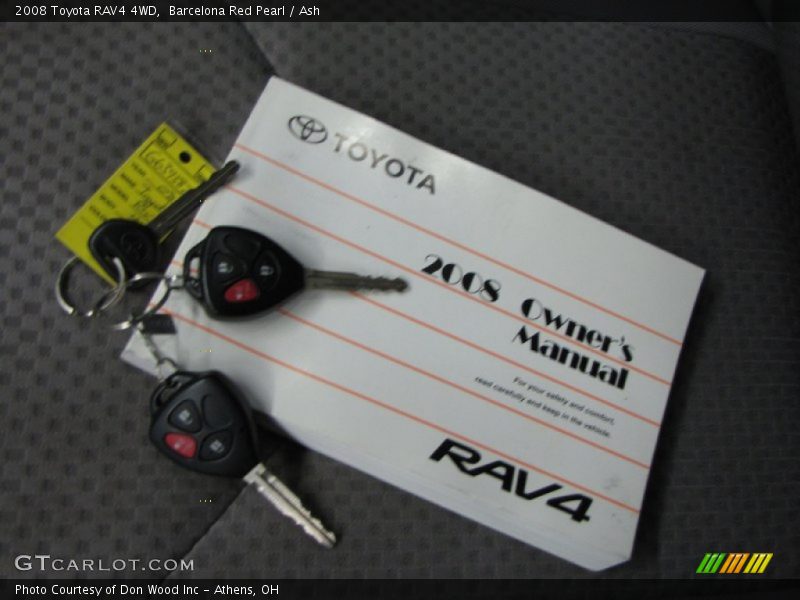 2008 Toyota RAV4 4WD,  Barcelona Red Pearl / Ash
TOYOTA
2008 Owner's
Manual
For your safety and comfort,
read carefully and keep in the vehicle.
RAV4
GTCARLOT.COM
Photo Courtesy of Don Wood Inc - Athens, OH